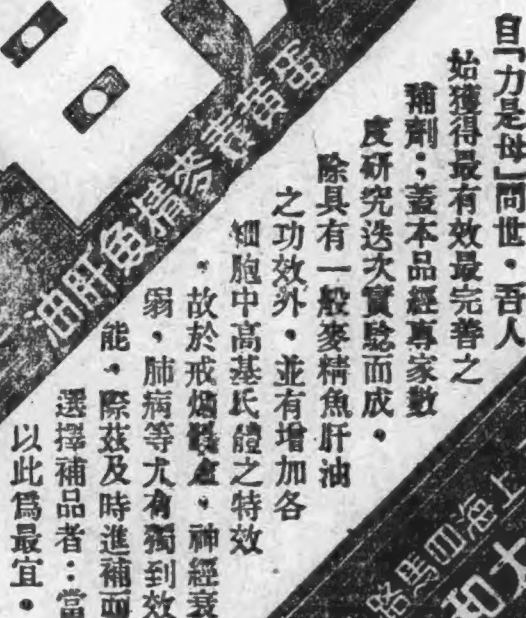 自「力是母」問世・吾人
始獲得最有效最完善之
補劑；蓋本品經專家數
度研究迭次實驗而成・
除具有一般麥精魚肝油
之功效外・並有增加各
細胞中高基氏體之特效
・故於戒烟・神經衰
弱・肺病等尤有獨到效
能・際茲及時進補而
選擇補品者：當
以此爲最宜・
蛋黃素麥精魚肝油
上海四馬路
大和